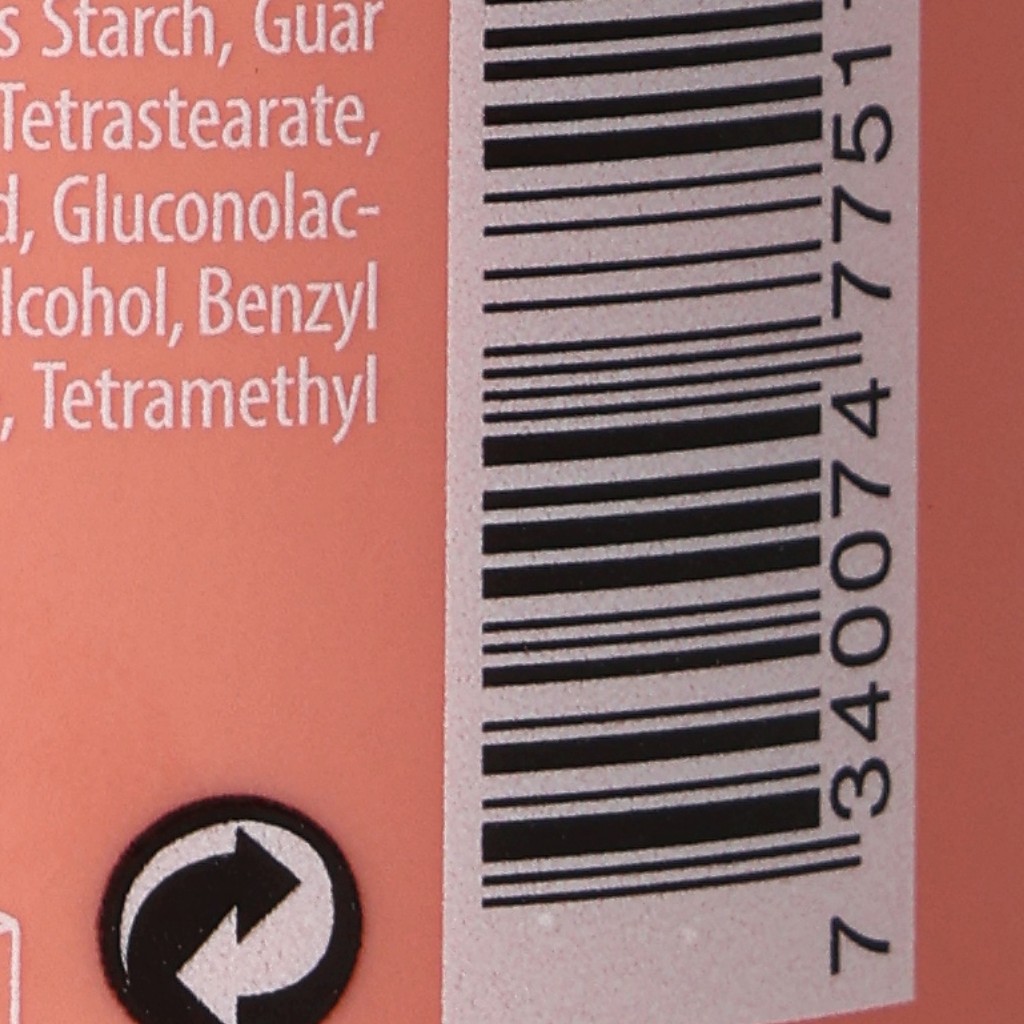 s Starch, Guar
Tetrastearate,
d, Gluconolac-
lcohol, Benzyl
, Tetramethyl
7 340074 7751